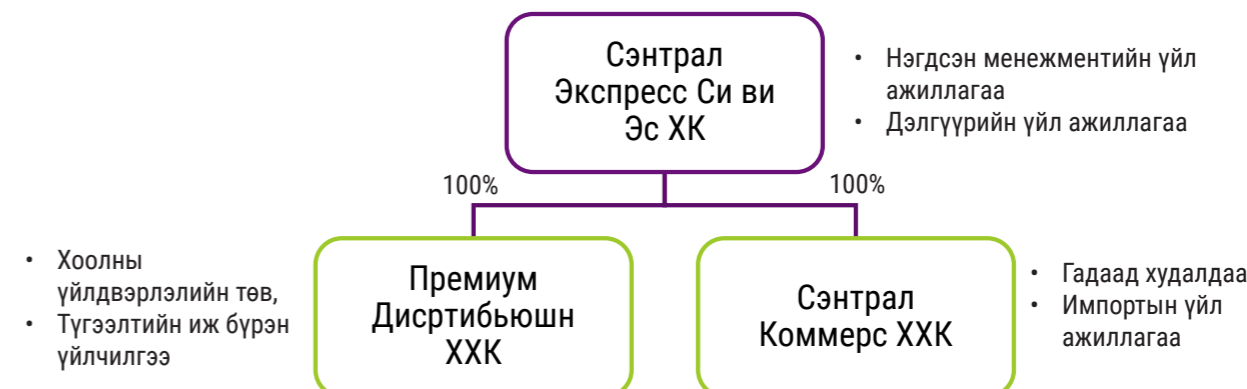 Сэнтрал
Экспресс Си ви
Эс ХК
• Нэгдсэн менежментийн үйл
ажиллагаа
• Дэлгүүрийн үйл ажиллагаа
100%
100%
• Хоолны
үйлдвэрлэлийн төв,
• Түгээлтийн иж бүрэн
үйлчилгээ
Премиум
Дисртибьюшн
ХХК
Сэнтрал
Коммерс ХХК
• Гадаад худалдаа
• Импортын үйл
ажиллагаа